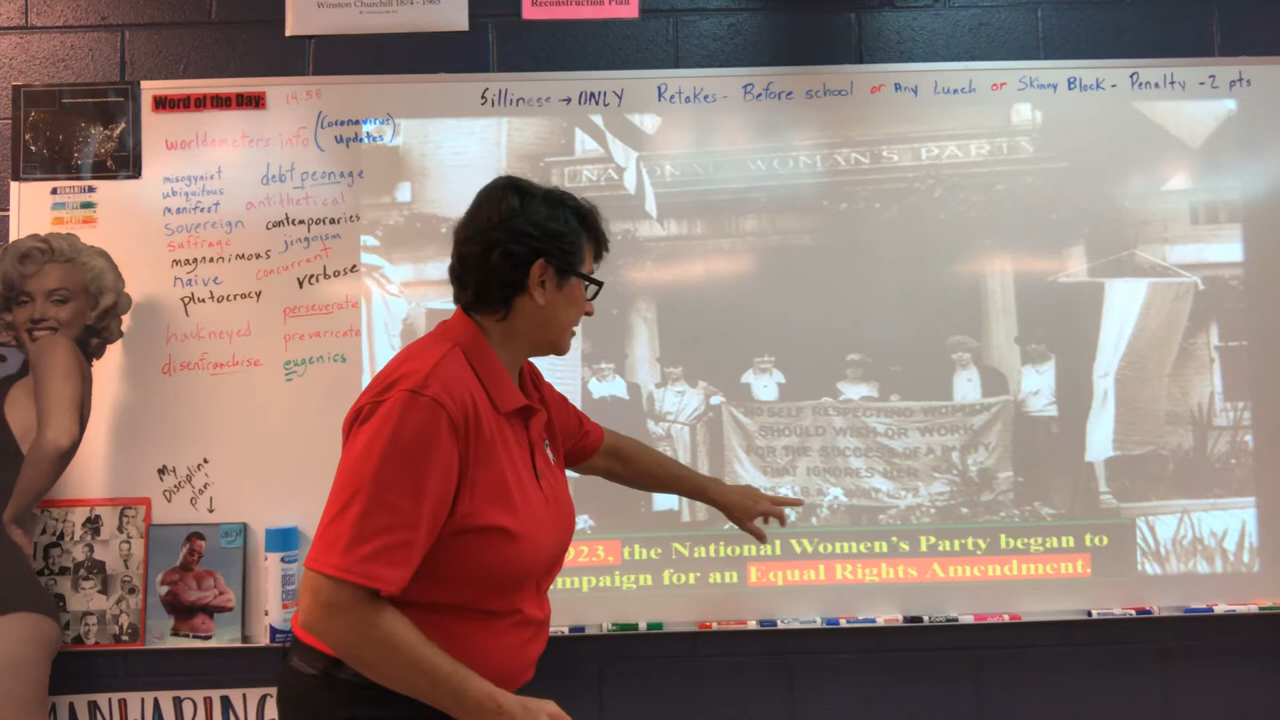 Winston Churchill 1874 - 1965
Reconstruction Plan
Word of the Day:
14:58
Silliness → ONLY
Retakes - Before school or Any Lunch or Skinny Block - Penalty -2 pts
worldometers.info (Coronavirus Updates)
misogynist
debt peonage
ubiquitous
manifest
antithetical
Sovereign
contemporaries
suffrage
jingoism
magnanimous
concurrent
naive
verbose
plutocracy
perseverate
hackneyed
prevaricate
disenfranchise
eugenics
HUMANITY
My
Discipline
plan!
↓
NATIONAL WOMAN'S PARTY
NO SELF RESPECTING WOMAN
SHOULD WISH OR WORK
FOR THE SUCCESS OF A PARTY
THAT IGNORES HER
023, the National Women's Party began to
mpaign for an Equal Rights Amendment.
MANWARING